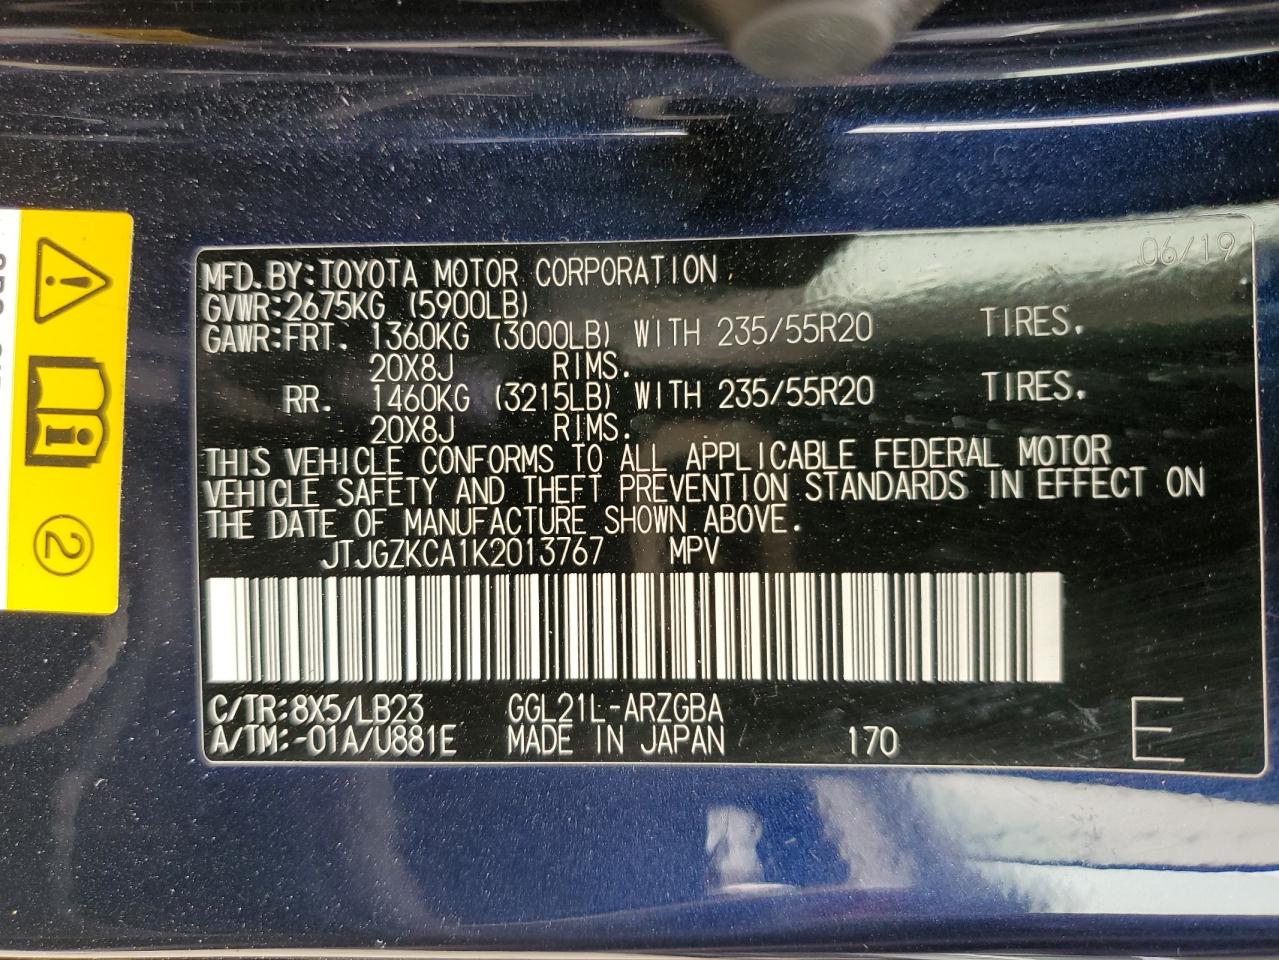 06/19
MFD.BY:TOYOTA MOTOR CORPORATION
GVWR:2675KG (5900LB)
GAWR:FRT. 1360KG (3000LB) WITH 235/55R20 TIRES.
20X8J RIMS.
RR. 1460KG (3215LB) WITH 235/55R20 TIRES.
20X8J RIMS.
THIS VEHICLE CONFORMS TO ALL APPLICABLE FEDERAL MOTOR
VEHICLE SAFETY AND THEFT PREVENTION STANDARDS IN EFFECT ON
THE DATE OF MANUFACTURE SHOWN ABOVE.
JTJGZKCA1K2013767 MPV
C/TR:8X5/LB23 GGL21L-ARZGBA
A/TM:-01A/U881E MADE IN JAPAN 170 E
2